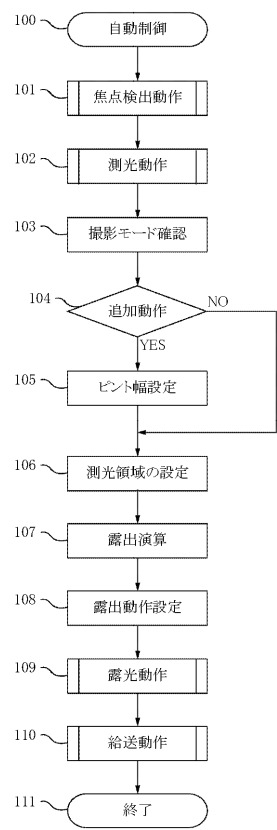 100 自動制御
101 焦点検出動作
102 測光動作
103 撮影モード確認
104 追加動作 NO
YES
105 ピント幅設定
106 測光領域の設定
107 露出演算
108 露出動作設定
109 露光動作
110 給送動作
111 終了